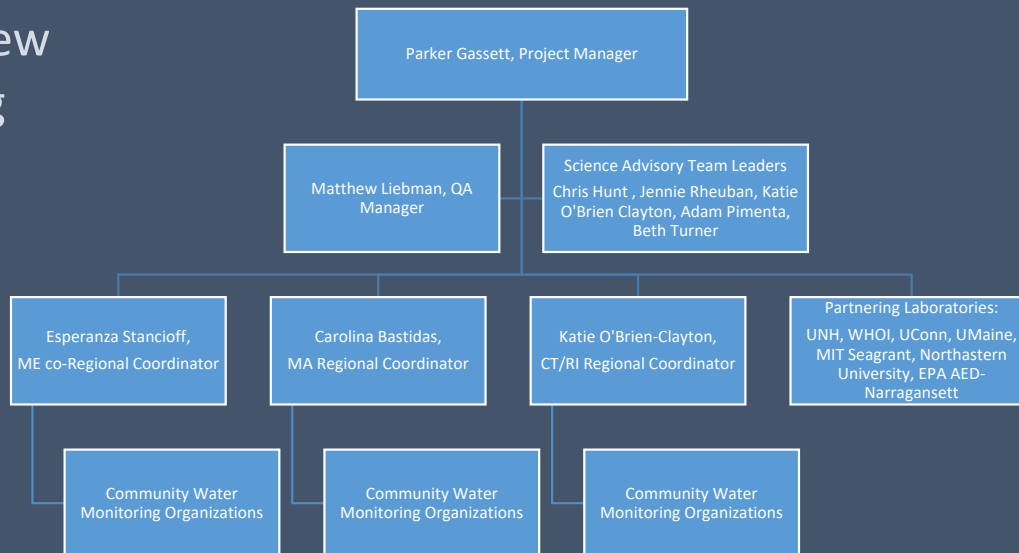 ew
g
Parker Gassett, Project Manager
Matthew Liebman, QA
Manager
Science Advisory Team Leaders
Chris Hunt , Jennie Rheuban, Katie
O'Brien Clayton, Adam Pimenta,
Beth Turner
Esperanza Stancioff,
ME co-Regional Coordinator
Carolina Bastidas,
MA Regional Coordinator
Katie O'Brien-Clayton,
CT/RI Regional Coordinator
Partnering Laboratories:
UNH, WHOI, UConn, UMaine,
MIT Seagrant, Northastern
University, EPA AED-
Narragansett
Community Water
Monitoring Organizations
Community Water
Monitoring Organizations
Community Water
Monitoring Organizations